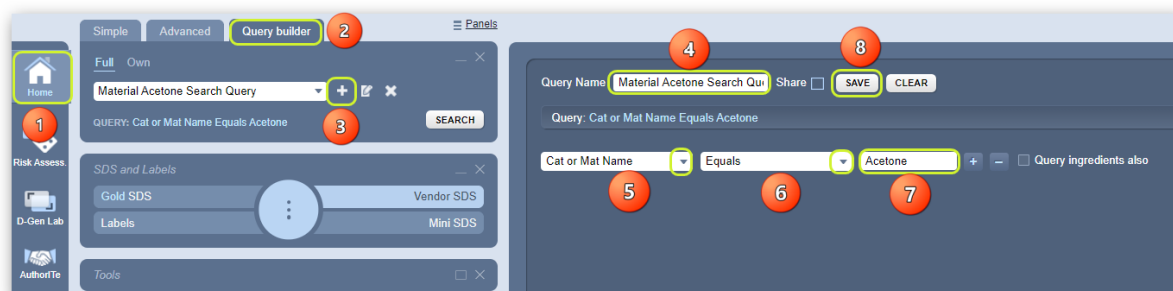 Simple Advanced Query builder 2 Panels
Home
1
Risk Assess.
D-Gen Lab
AuthorITe
Full Own
Material Acetone Search Query
3
QUERY: Cat or Mat Name Equals Acetone SEARCH
SDS and Labels
Gold SDS Vendor SDS
Labels Mini SDS
Tools
4 8
Query Name Material Acetone Search Qu Share SAVE CLEAR
Query: Cat or Mat Name Equals Acetone
Cat or Mat Name Equals Acetone + – Query ingredients also
5 6 7